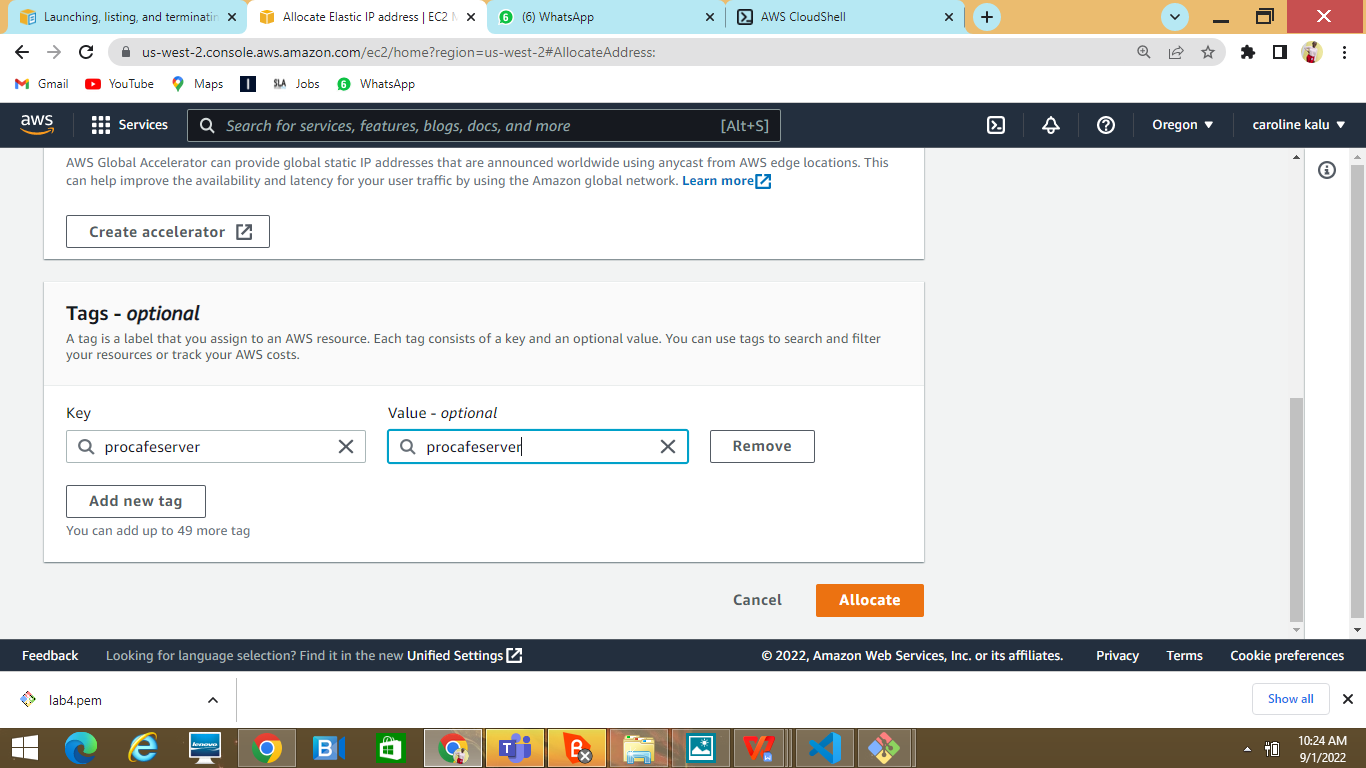 Launching, listing, and terminatin
Allocate Elastic IP address | EC2 M
6
(6) WhatsApp
AWS CloudShell
us-west-2.console.aws.amazon.com/ec2/home?region=us-west-2#AllocateAddress:
Gmail
YouTube
Maps
SLA
Jobs
6
WhatsApp
aws
Services
Search for services, features, blogs, docs, and more
[Alt+S]
Oregon
caroline kalu
AWS Global Accelerator can provide global static IP addresses that are announced worldwide using anycast from AWS edge locations. This
can help improve the availability and latency for your user traffic by using the Amazon global network. Learn more
Create accelerator
Tags - optional
A tag is a label that you assign to an AWS resource. Each tag consists of a key and an optional value. You can use tags to search and filter
your resources or track your AWS costs.
Key
Value - optional
procafeserver
procafeserver
Remove
Add new tag
You can add up to 49 more tag
Cancel
Allocate
Feedback
Looking for language selection? Find it in the new Unified Settings
© 2022, Amazon Web Services, Inc. or its affiliates.
Privacy
Terms
Cookie preferences
lab4.pem
Show all
lenovo
B
T
10:24 AM
9/1/2022